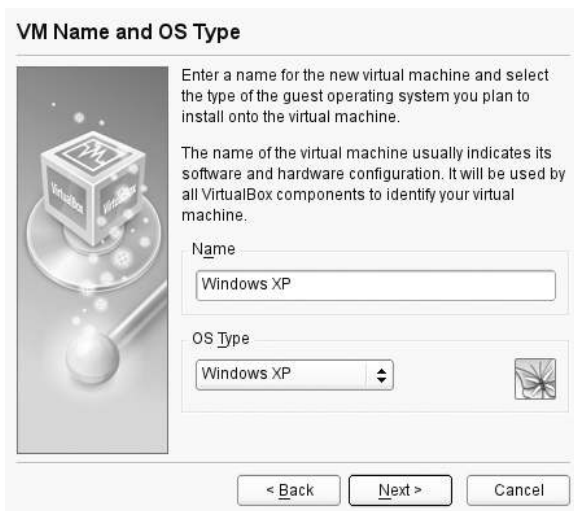 VM Name and OS Type
Enter a name for the new virtual machine and select
the type of the guest operating system you plan to
install onto the virtual machine.
The name of the virtual machine usually indicates its
software and hardware configuration. It will be used by
all VirtualBox components to identify your virtual
machine.
VirtualBox
VirtualBox
Name
Windows XP
OS Type
Windows XP
< Back
Next >
Cancel